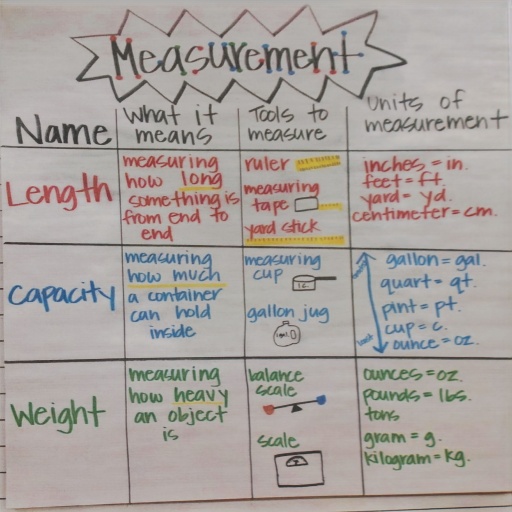 Measurement
Name
What it
means
Tools to
measure
Units of
measurement
Length
measuring
how long
something is
from end to
end
ruler
measuring
tape
yard stick
inches = in.
feet = ft.
yard = yd.
centimeter = cm.
Capacity
measuring
how much
a container
can hold
inside
measuring
cup
1c.
gallon jug
gallon = gal.
quart = qt.
pint = pt.
cup = c.
ounce = oz.
Weight
measuring
how heavy
an object
is
balance
scale
scale
ounces = oz.
pounds = lbs.
tons
gram = g.
kilogram = kg.